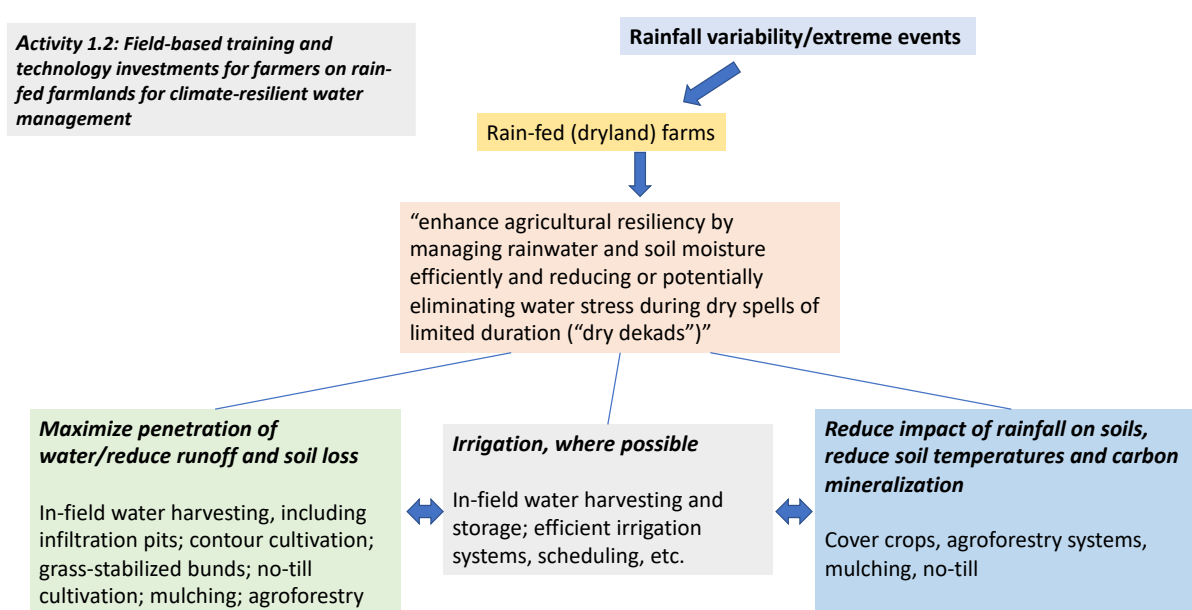 Activity 1.2: Field-based training and
technology investments for farmers on rain-
fed farmlands for climate-resilient water
management
Rainfall variability/extreme events
Rain-fed (dryland) farms
“enhance agricultural resiliency by
managing rainwater and soil moisture
efficiently and reducing or potentially
eliminating water stress during dry spells of
limited duration (“dry dekads”)”
Maximize penetration of
water/reduce runoff and soil loss
In-field water harvesting, including
infiltration pits; contour cultivation;
grass-stabilized bunds; no-till
cultivation; mulching; agroforestry
Irrigation, where possible
In-field water harvesting and
storage; efficient irrigation
systems, scheduling, etc.
Reduce impact of rainfall on soils,
reduce soil temperatures and carbon
mineralization
Cover crops, agroforestry systems,
mulching, no-till